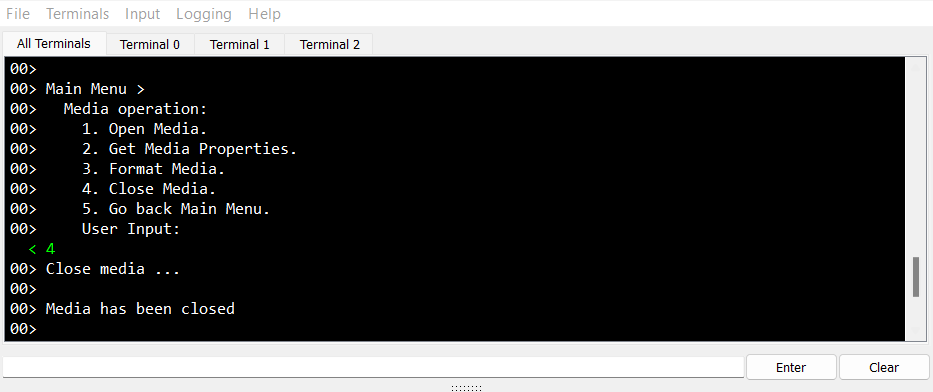 File Terminals Input Logging Help
All Terminals Terminal 0 Terminal 1 Terminal 2
00>
00> Main Menu >
00>   Media operation:
00>     1. Open Media.
00>     2. Get Media Properties.
00>     3. Format Media.
00>     4. Close Media.
00>     5. Go back Main Menu.
00>     User Input:
  < 4
00> Close media ...
00>
00> Media has been closed
00>
Enter Clear